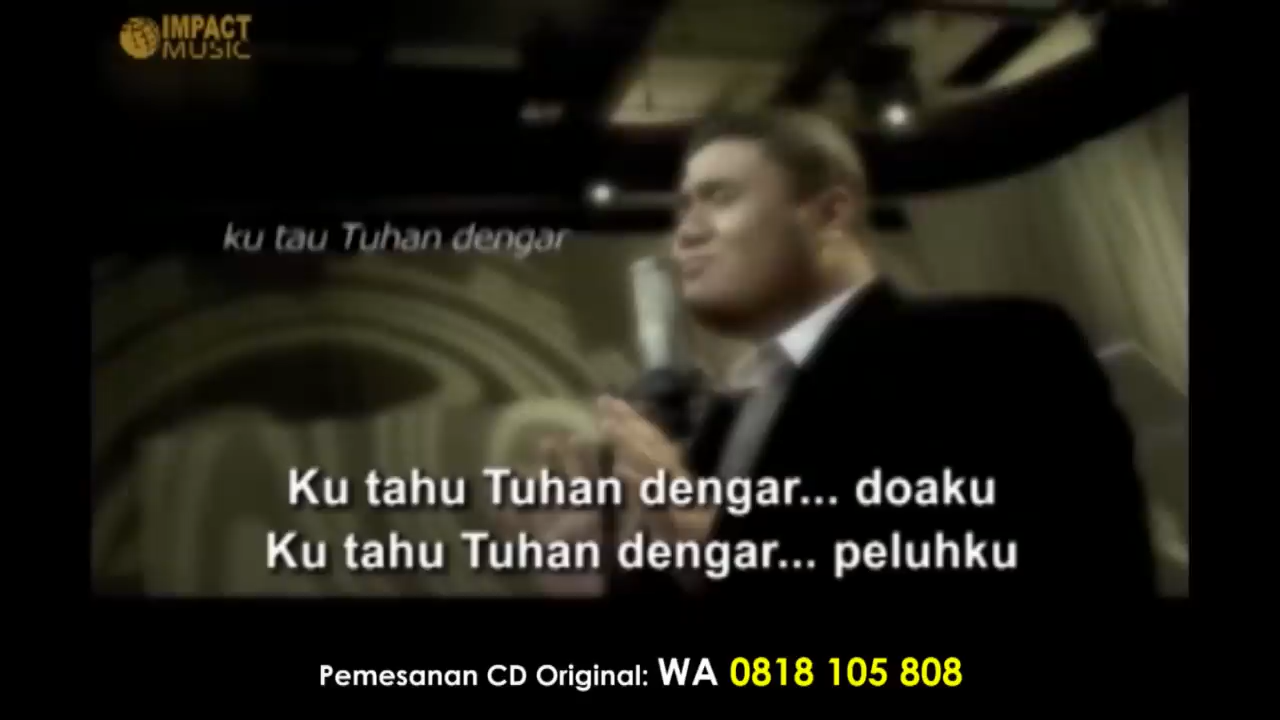 IMPACT
MUSIC
ku tau Tuhan dengar
Ku tahu Tuhan dengar... doaku
Ku tahu Tuhan dengar... peluhku
Pemesanan CD Original: WA 0818 105 808